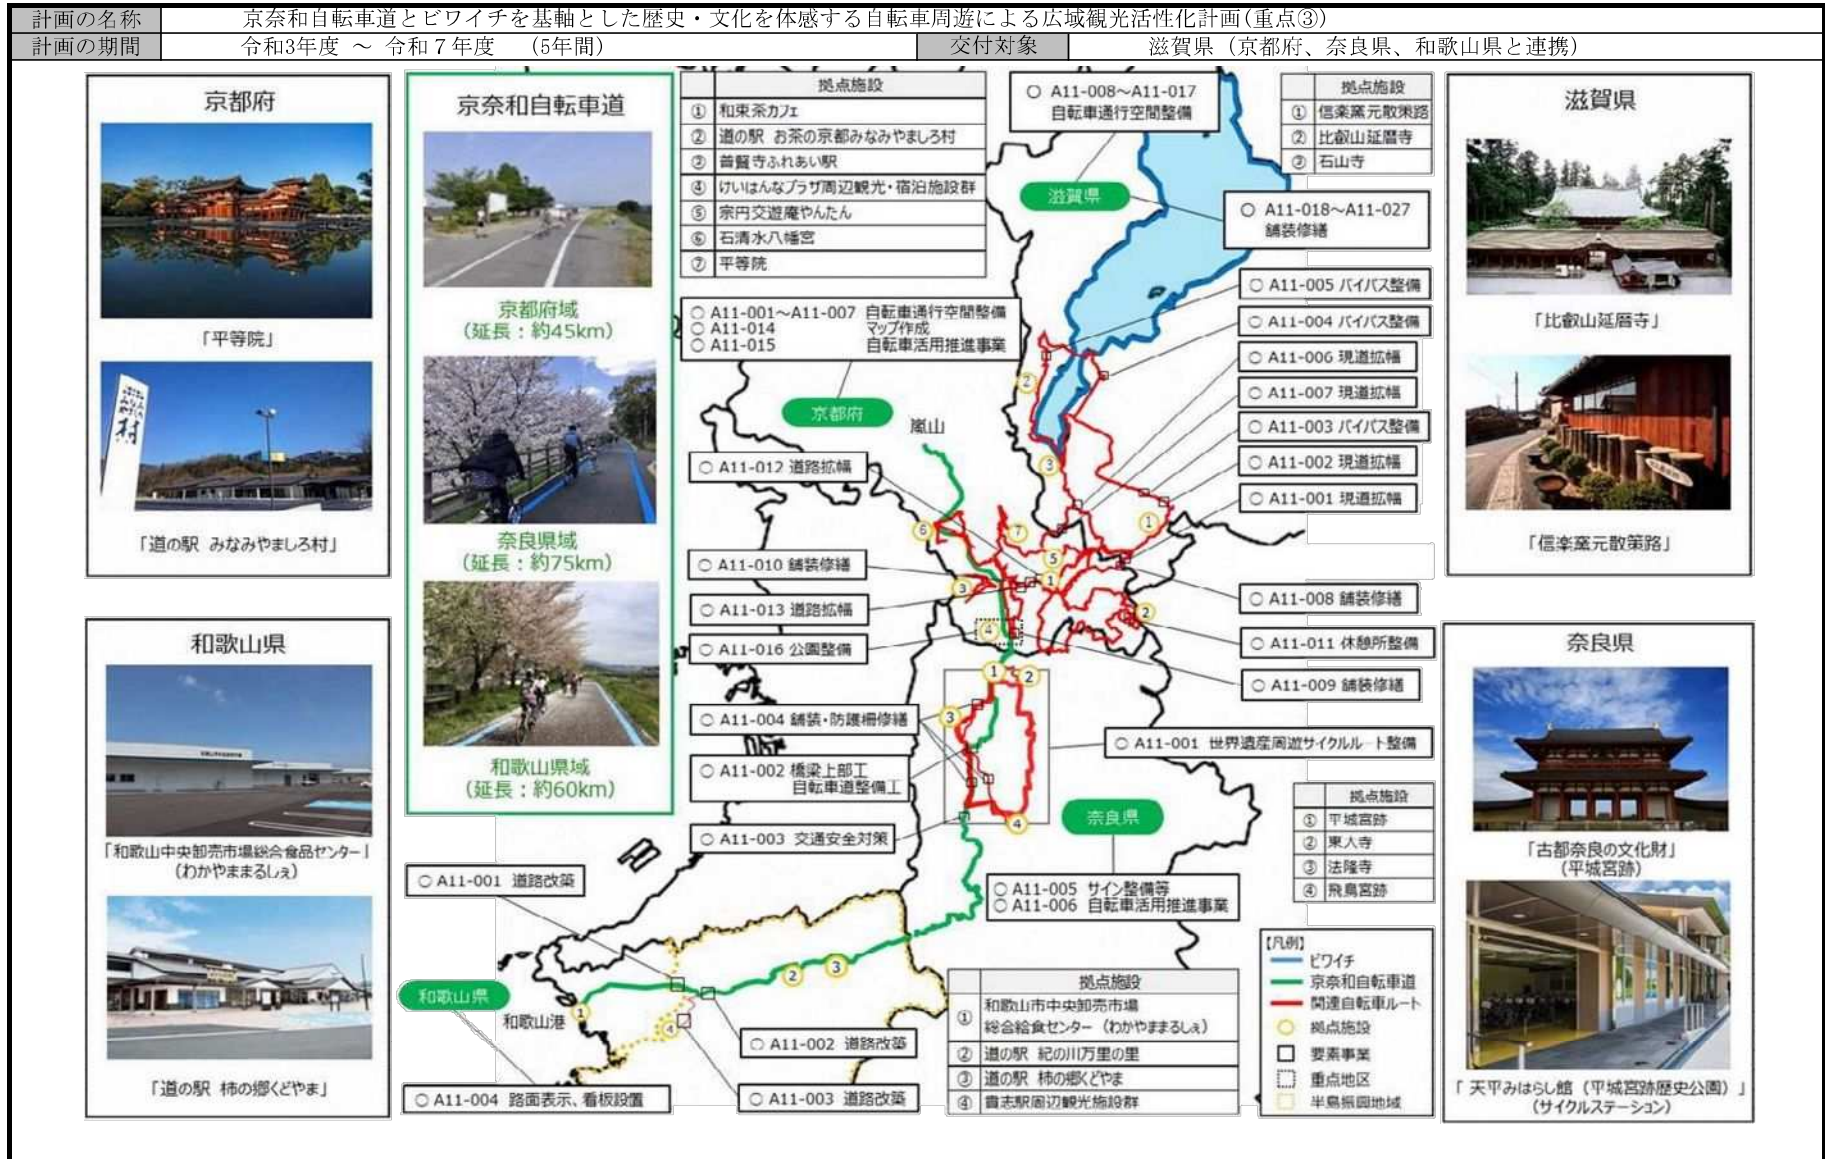 計画の名称 京奈和自転車道とビワイチを基軸とした歴史・文化を体感する自転車周遊による広域観光活性化計画(重点③)
計画の期間 令和3年度 ～ 令和7年度 (5年間) 交付対象 滋賀県(京都府、奈良県、和歌山県と連携)
京都府
「平等院」
「道の駅 みなみやましろ村」
和歌山県
「和歌山中央卸売市場総合食品センター」
(わかやままるしぇ)
「道の駅 柿の郷くどやま」
京奈和自転車道
京都府域
(延長：約45km)
奈良県域
(延長：約75km)
和歌山県域
(延長：約60km)
拠点施設
① 和束茶カフェ
② 道の駅 お茶の京都みなみやましろ村
③ 普賢寺ふれあい駅
④ けいはんなプラザ周辺観光・宿泊施設群
⑤ 宗円交遊庵やんたん
⑥ 石清水八幡宮
⑦ 平等院
○ A11-001～A11-007 自転車通行空間整備
○ A11-014 マップ作成
○ A11-015 自転車活用推進事業
京都府
嵐山
○ A11-012 道路拡幅
○ A11-010 舗装修繕
○ A11-013 道路拡幅
○ A11-016 公園整備
○ A11-004 舗装・防護柵修繕
○ A11-002 橋梁上部工
自転車道整備工
○ A11-003 交通安全対策
○ A11-001 道路改築
和歌山県
和歌山港
○ A11-004 路面表示、看板設置
○ A11-002 道路改築
○ A11-003 道路改築
○ A11-008～A11-017
自転車通行空間整備
滋賀県
拠点施設
① 信楽窯元散策路
② 比叡山延暦寺
③ 石山寺
○ A11-018～A11-027
舗装修繕
○ A11-005 バイパス整備
○ A11-004 バイパス整備
○ A11-006 現道拡幅
○ A11-007 現道拡幅
○ A11-003 バイパス整備
○ A11-002 現道拡幅
○ A11-001 現道拡幅
○ A11-008 舗装修繕
○ A11-011 休憩所整備
○ A11-009 舗装修繕
○ A11-001 世界遺産周遊サイクルルート整備
奈良県
○ A11-005 サイン整備等
○ A11-006 自転車活用推進事業
拠点施設
① 平城宮跡
② 東大寺
③ 法隆寺
④ 飛鳥宮跡
拠点施設
① 和歌山市中央卸売市場
総合給食センター (わかやままるしぇ)
② 道の駅 紀の川万里の里
③ 道の駅 柿の郷くどやま
④ 貴志駅周辺観光施設群
【凡例】
ビワイチ
京奈和自転車道
関連自転車ルート
拠点施設
要素事業
重点地区
半島振興地域
滋賀県
「比叡山延暦寺」
「信楽窯元散策路」
奈良県
「古都奈良の文化財」
(平城宮跡)
「 天平みはらし館 (平城宮跡歴史公園) 」
(サイクルステーション)